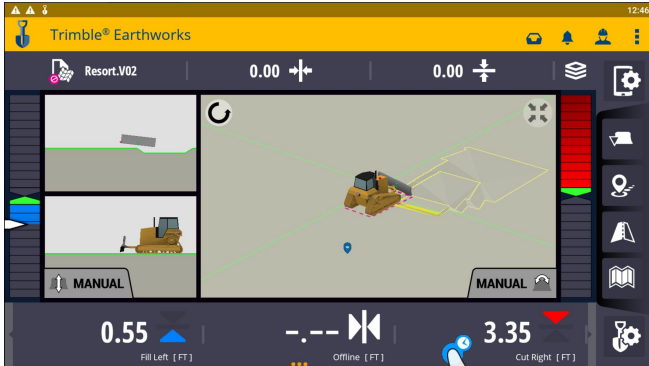 12:46
Trimble® Earthworks
Resort.V02
0.00
0.00
MANUAL
MANUAL
0.55
Fill Left [ FT ]
-.--
Offline [ FT ]
3.35
Cut Right [ FT ]